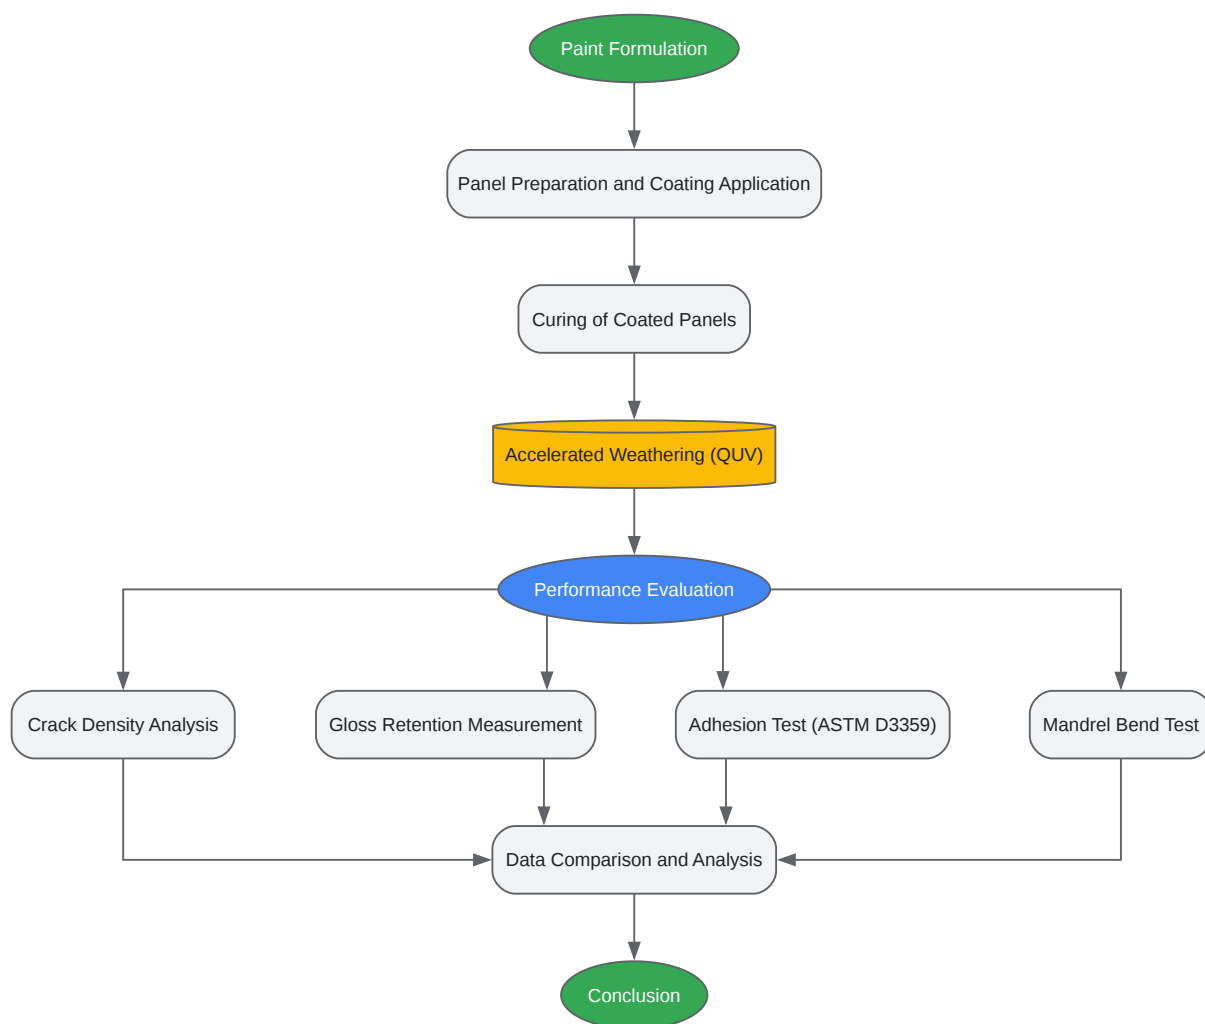 Paint Formulation
Panel Preparation and Coating Application
Curing of Coated Panels
Accelerated Weathering (QUV)
Performance Evaluation
Crack Density Analysis
Gloss Retention Measurement
Adhesion Test (ASTM D3359)
Mandrel Bend Test
Data Comparison and Analysis
Conclusion